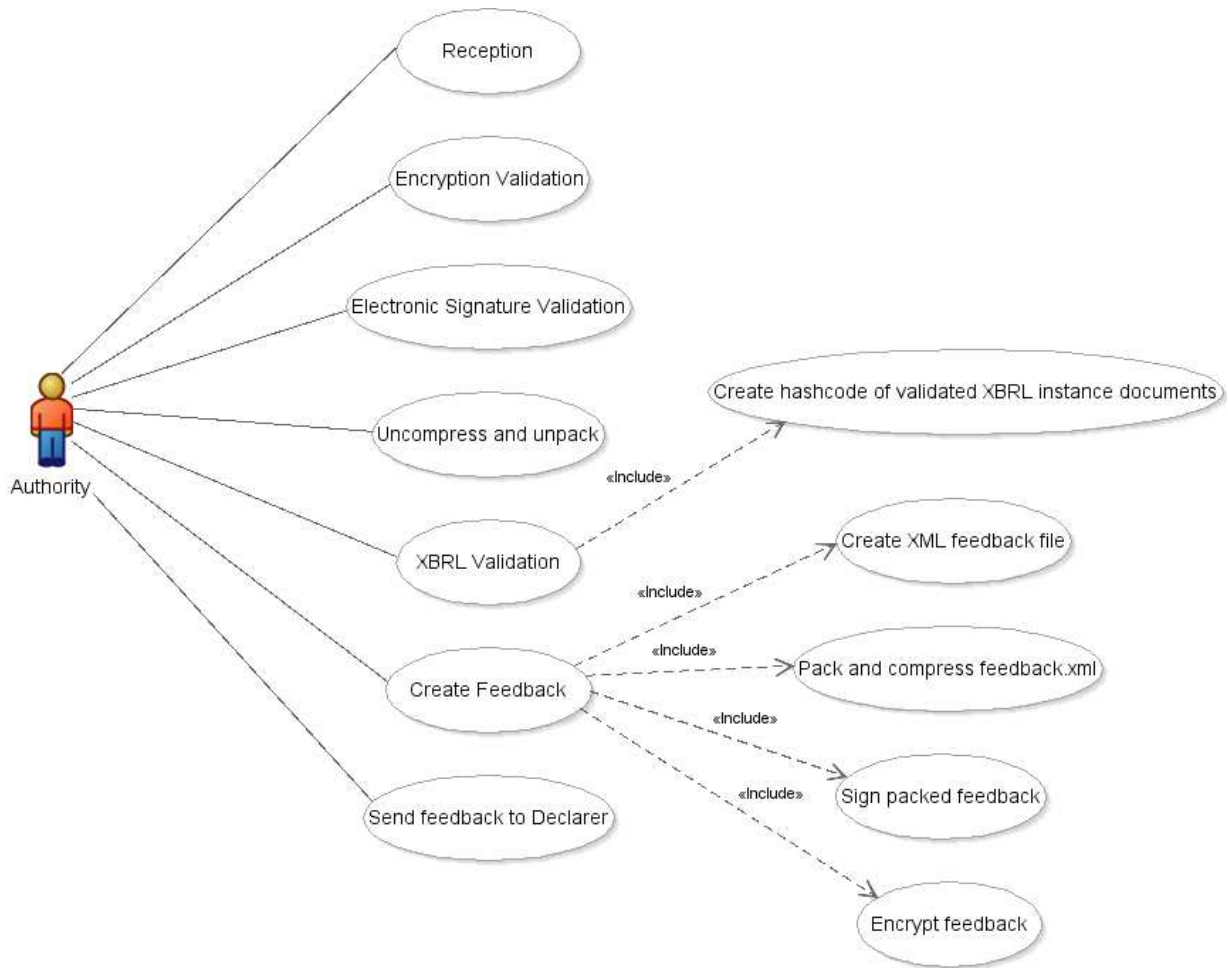 Reception
Encryption Validation
Electronic Signature Validation
Create hashcode of validated XBRL instance documents
Uncompress and unpack
«Include»
Authority
Create XML feedback file
XBRL Validation
«Include»
«Include»
Pack and compress feedback.xml
Create Feedback
«Include»
Sign packed feedback
«Include»
Send feedback to Declarer
Encrypt feedback